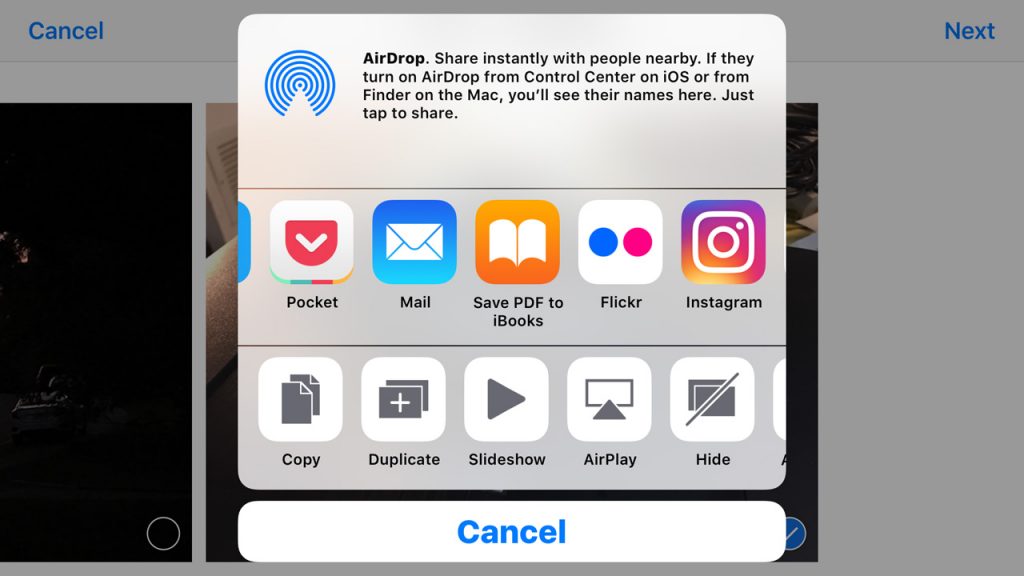 Cancel
Next
AirDrop. Share instantly with people nearby. If they
turn on AirDrop from Control Center on iOS or from
Finder on the Mac, you’ll see their names here. Just
tap to share.
Pocket
Mail
Save PDF to
iBooks
Flickr
Instagram
Copy
Duplicate
Slideshow
AirPlay
Hide
Cancel